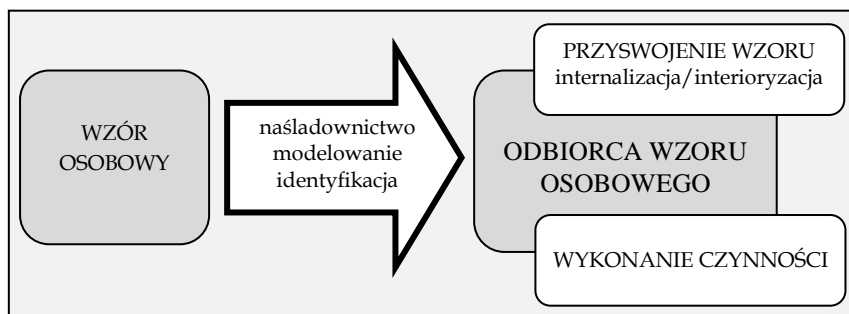 WZÓR
OSOBOWY
naśladownictwo
modelowanie
identyfikacja
PRZYSWOJENIE WZORU
internalizacja/interioryzacja
ODBIORCA WZORU
OSOBOWEGO
WYKONANIE CZYNNOŚCI